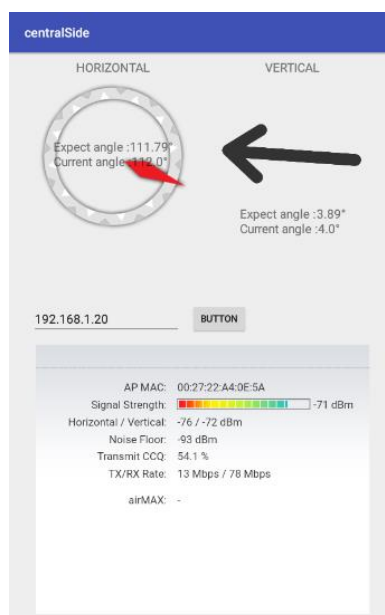 centralSide
HORIZONTAL
VERTICAL
Expect angle :111.79°
Current angle :112.0°
Expect angle :3.89°
Current angle :4.0°
192.168.1.20
BUTTON
AP MAC: 00:27:22:A4:0E:5A
Signal Strength: -71 dBm
Horizontal / Vertical: -76 / -72 dBm
Noise Floor: -93 dBm
Transmit CCQ: 54.1 %
TX/RX Rate: 13 Mbps / 78 Mbps
airMAX: -